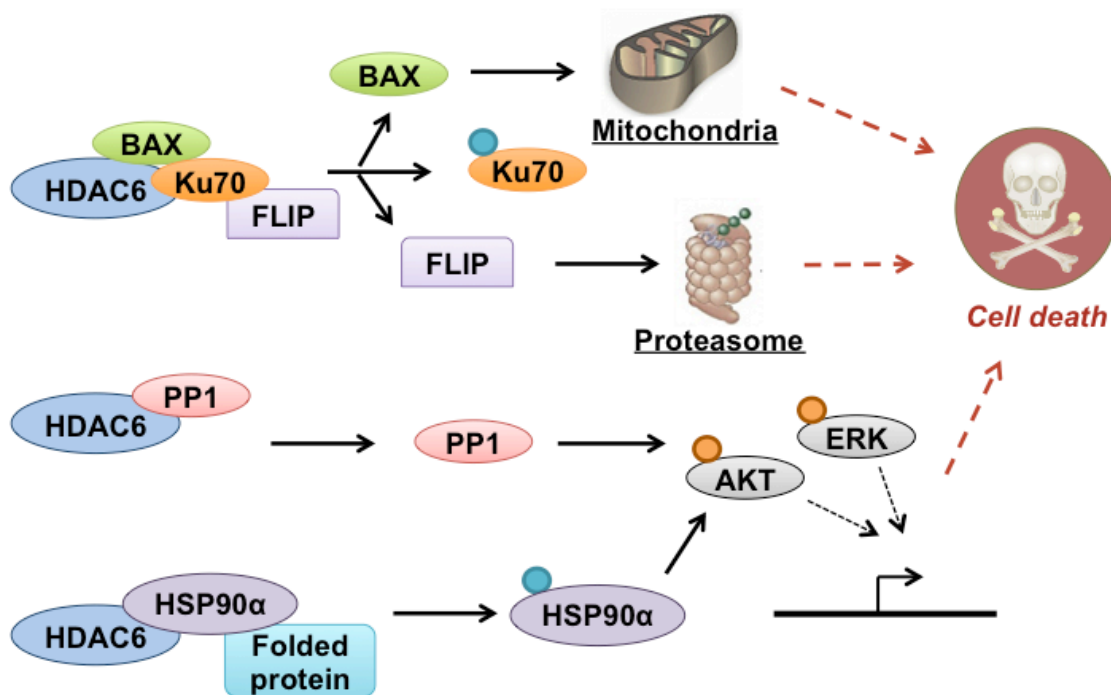 BAX
Mitochondria
BAX
HDAC6
Ku70
Ku70
FLIP
FLIP
Proteasome
Cell death
HDAC6
PP1
PP1
ERK
AKT
HSP90α
HDAC6
Folded
protein
HSP90α